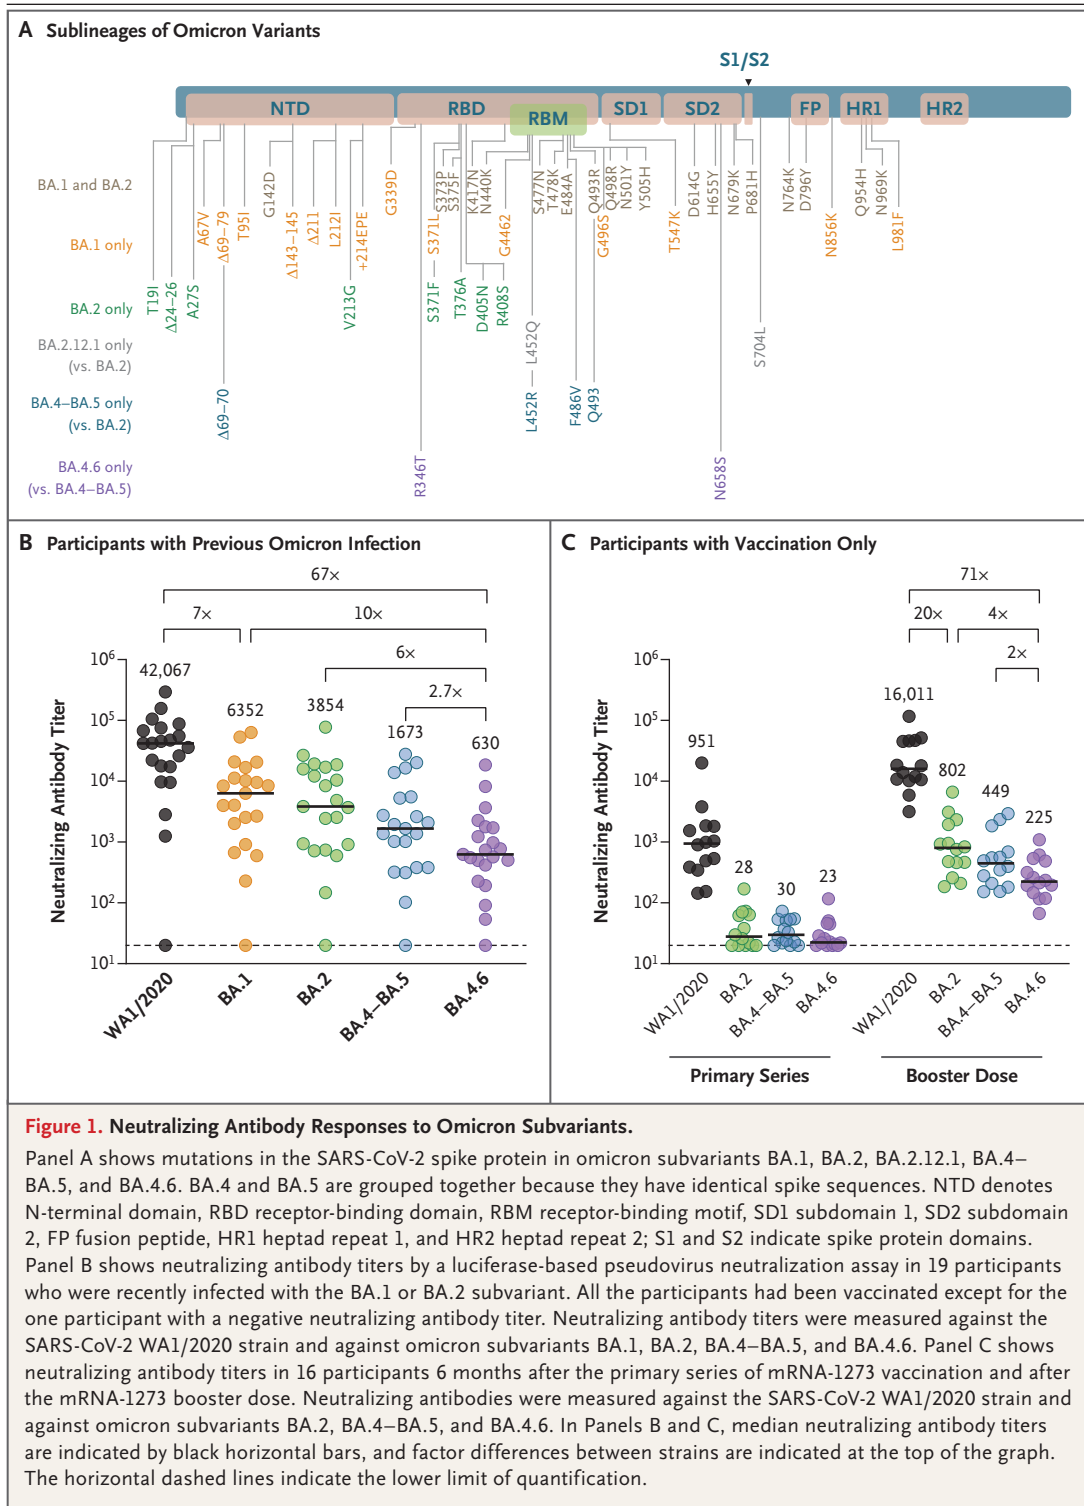 A Sublineages of Omicron Variants
S1/S2
NTD RBD RBM SD1 SD2 FP HR1 HR2
BA.1 and BA.2
G142D S373P S375F K417N N440K S477N T478K E484A Q493R Q498R N501Y Y505H D614G H655Y N679K P681H N764K D796Y Q954H N969K
BA.1 only
A67V Δ69–79 T95I Δ143–145 Δ211 L212I +214EPE G339D S371L G4462 G496S T547K N856K L981F
BA.2 only
T19I Δ24–26 A27S V213G S371F T376A D405N R408S
BA.2.12.1 only
(vs. BA.2)
L452Q S704L
BA.4–BA.5 only
(vs. BA.2)
Δ69–70 L452R F486V Q493
BA.4.6 only
(vs. BA.4–BA.5)
R346T N658S
B Participants with Previous Omicron Infection
67×
7× 10×
6×
2.7×
Neutralizing Antibody Titer
10⁶
10⁵
10⁴
10³
10²
10¹
42,067
6352
3854
1673
630
WA1/2020
BA.1
BA.2
BA.4–BA.5
BA.4.6
C Participants with Vaccination Only
71×
20× 4×
2×
Neutralizing Antibody Titer
10⁶
10⁵
10⁴
10³
10²
10¹
951
28
30
23
16,011
802
449
225
WA1/2020
BA.2
BA.4–BA.5
BA.4.6
WA1/2020
BA.2
BA.4–BA.5
BA.4.6
Primary Series
Booster Dose
Figure 1. Neutralizing Antibody Responses to Omicron Subvariants.
Panel A shows mutations in the SARS-CoV-2 spike protein in omicron subvariants BA.1, BA.2, BA.2.12.1, BA.4–
BA.5, and BA.4.6. BA.4 and BA.5 are grouped together because they have identical spike sequences. NTD denotes
N-terminal domain, RBD receptor-binding domain, RBM receptor-binding motif, SD1 subdomain 1, SD2 subdomain
2, FP fusion peptide, HR1 heptad repeat 1, and HR2 heptad repeat 2; S1 and S2 indicate spike protein domains.
Panel B shows neutralizing antibody titers by a luciferase-based pseudovirus neutralization assay in 19 participants
who were recently infected with the BA.1 or BA.2 subvariant. All the participants had been vaccinated except for the
one participant with a negative neutralizing antibody titer. Neutralizing antibody titers were measured against the
SARS-CoV-2 WA1/2020 strain and against omicron subvariants BA.1, BA.2, BA.4–BA.5, and BA.4.6. Panel C shows
neutralizing antibody titers in 16 participants 6 months after the primary series of mRNA-1273 vaccination and after
the mRNA-1273 booster dose. Neutralizing antibodies were measured against the SARS-CoV-2 WA1/2020 strain and
against omicron subvariants BA.2, BA.4–BA.5, and BA.4.6. In Panels B and C, median neutralizing antibody titers
are indicated by black horizontal bars, and factor differences between strains are indicated at the top of the graph.
The horizontal dashed lines indicate the lower limit of quantification.